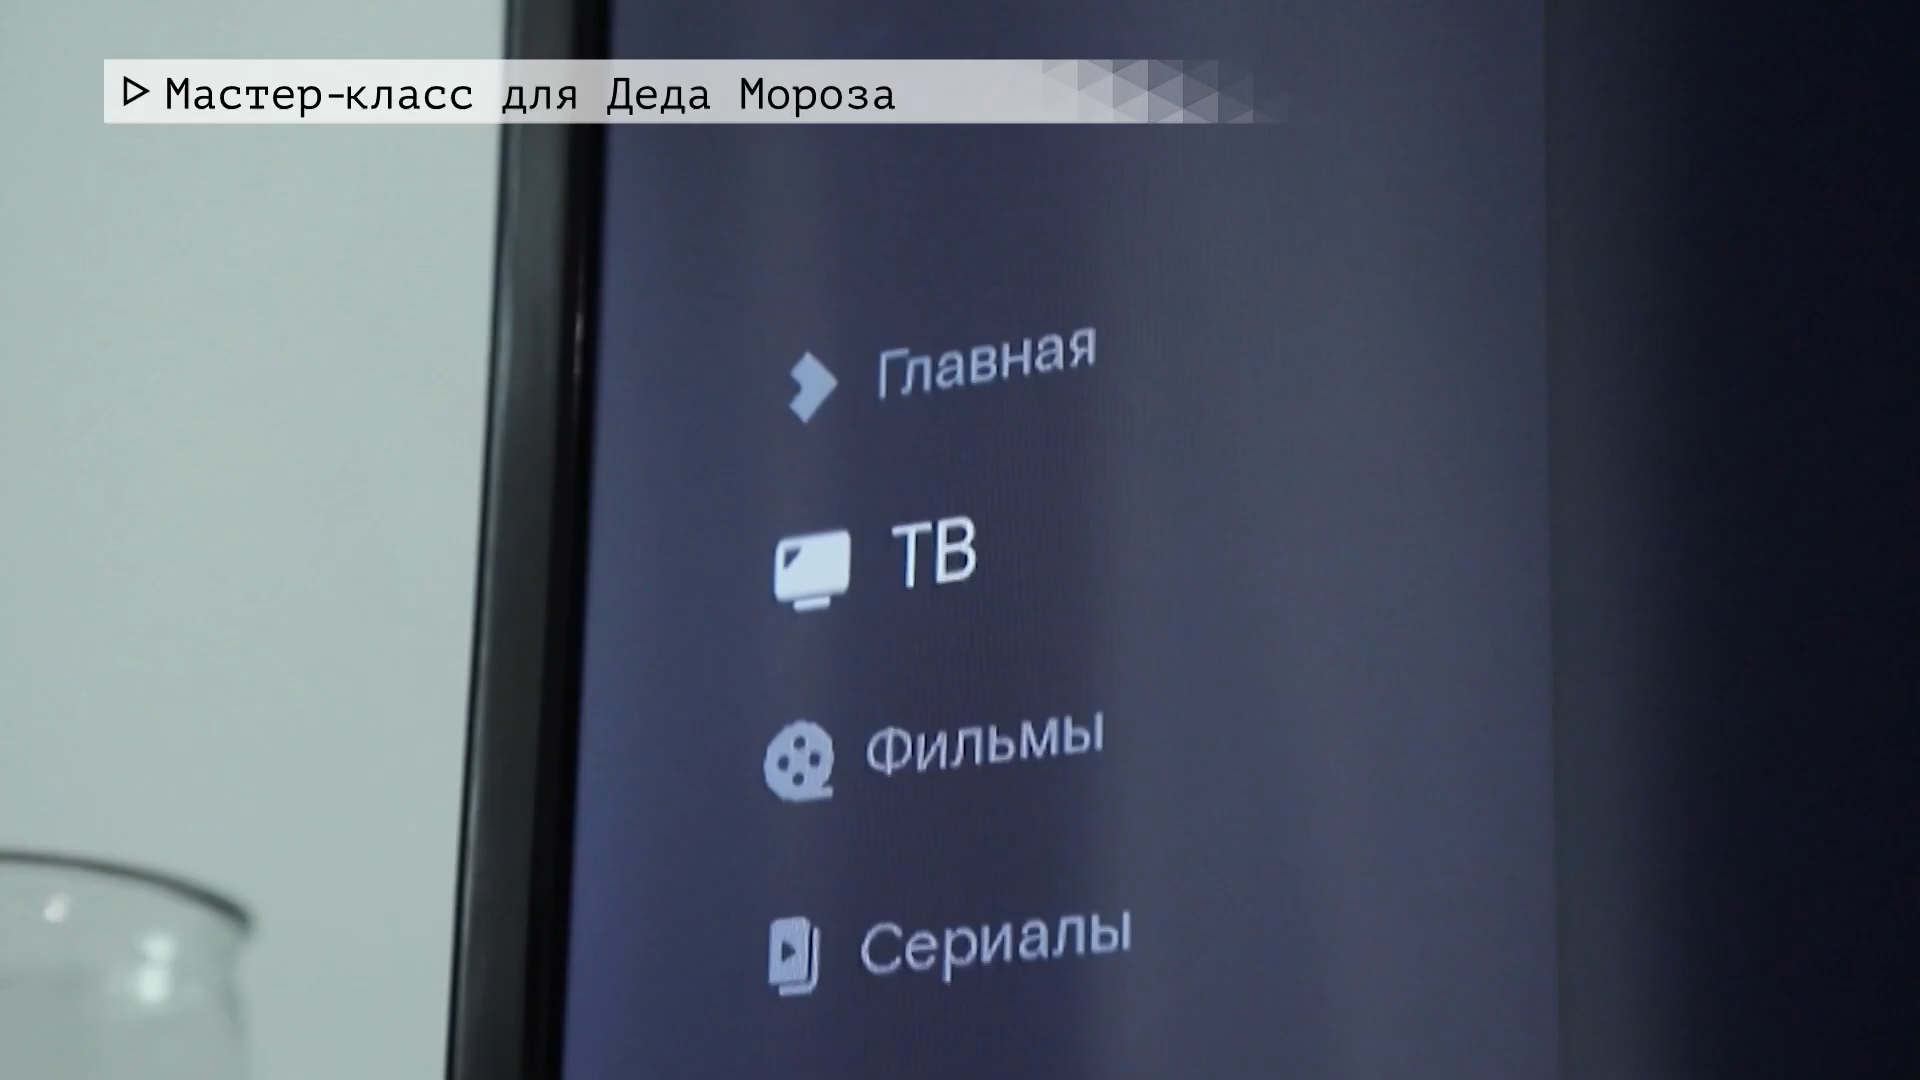 Мастер-класс для Деда Мороза
Главная
ТВ
Фильмы
Сериалы